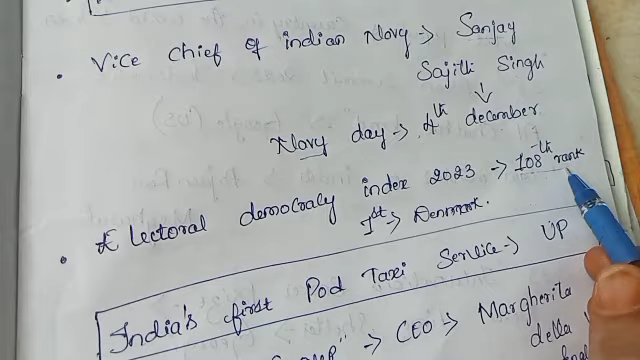 • Vice chief of indian Navy → Sanjay
Sajith Singh
↓
Navy day → 4th december
• Electoral democraly index 2023 → 108th rank
1st → Denmark.
India's first Pod Taxi Service → UP
→ CEO → Margherita
della